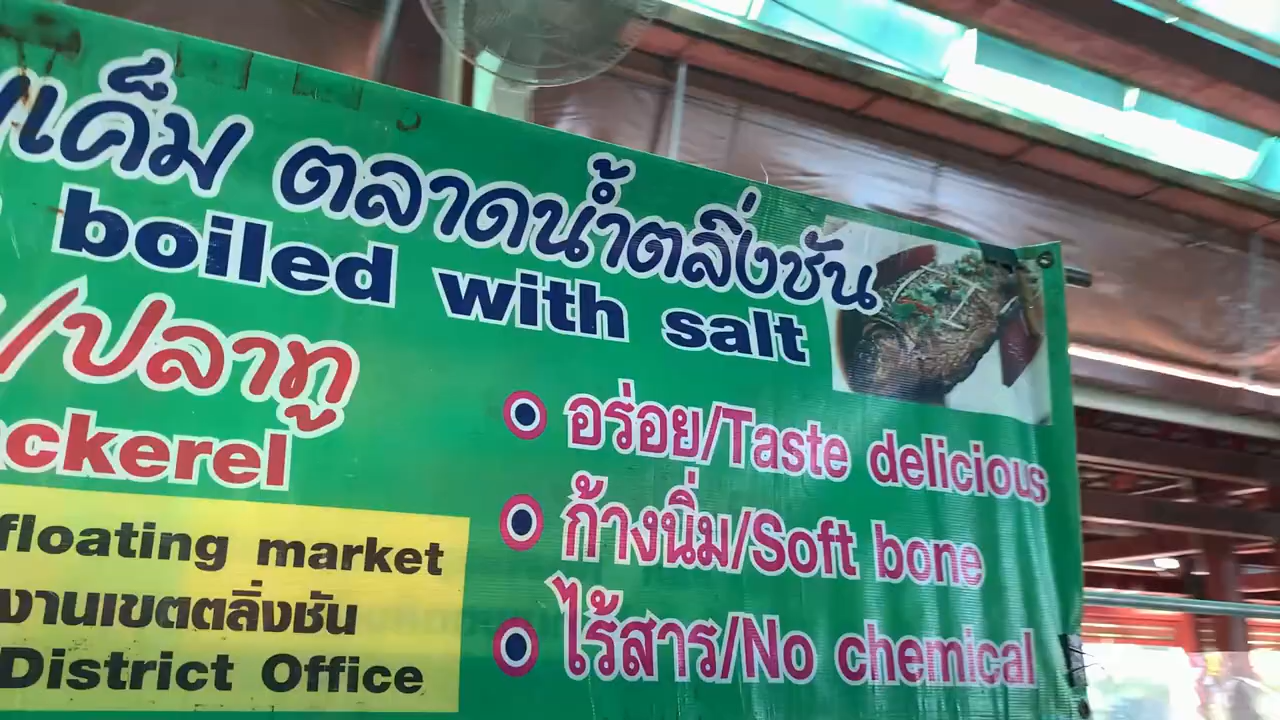 เค็ม ตลาดน้ำตลิ่งชัน
boiled with salt
/ปลาทู
ckerel
floating market
งานเขตตลิ่งชัน
District Office
อร่อย/Taste delicious
ก้างนิ่ม/Soft bone
ไร้สาร/No chemical